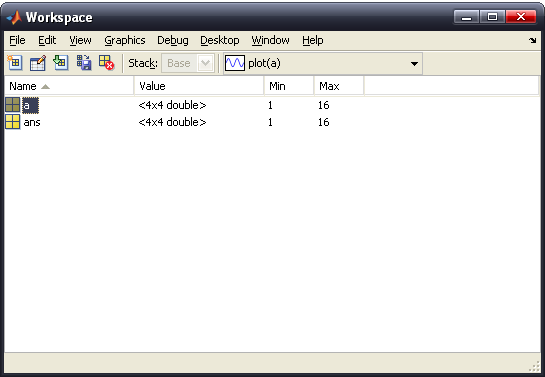 Workspace
File Edit View Graphics Debug Desktop Window Help
Stack: Base plot(a)
Name Value Min Max
a <4x4 double> 1 16
ans <4x4 double> 1 16